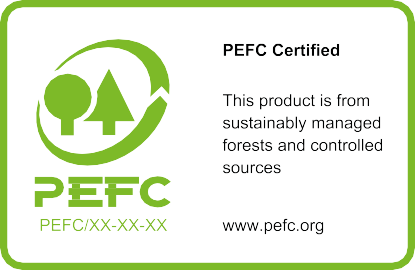 PEFC
PEFC/XX-XX-XX
PEFC Certified
This product is from
sustainably managed
forests and controlled
sources
www.pefc.org